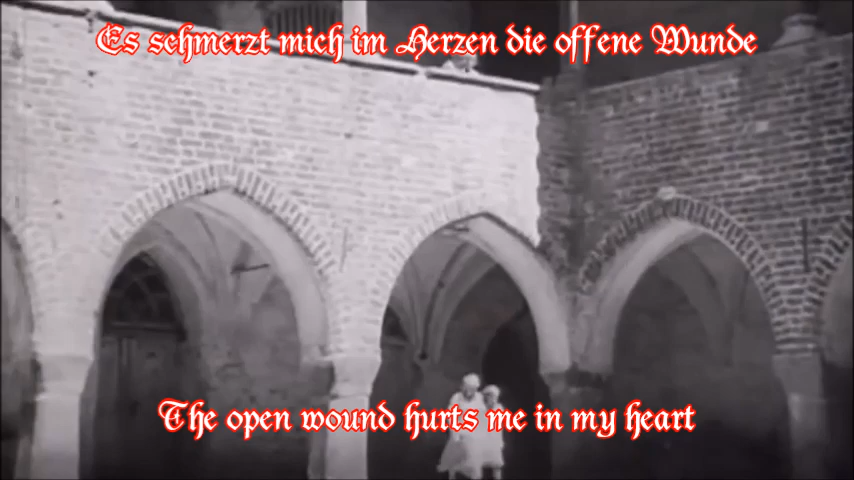 Es schmerzt mich im Herzen die offene Wunde
The open wound hurts me in my heart